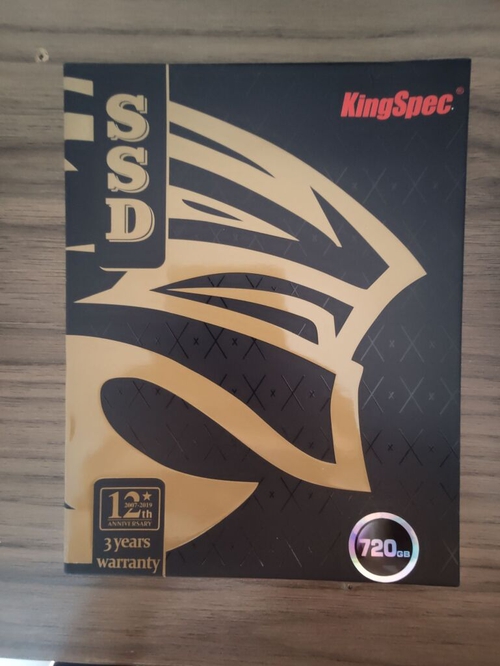 SSD
KingSpec®
12th
2007-2019
ANNIVERSARY
3 years
warranty
720GB